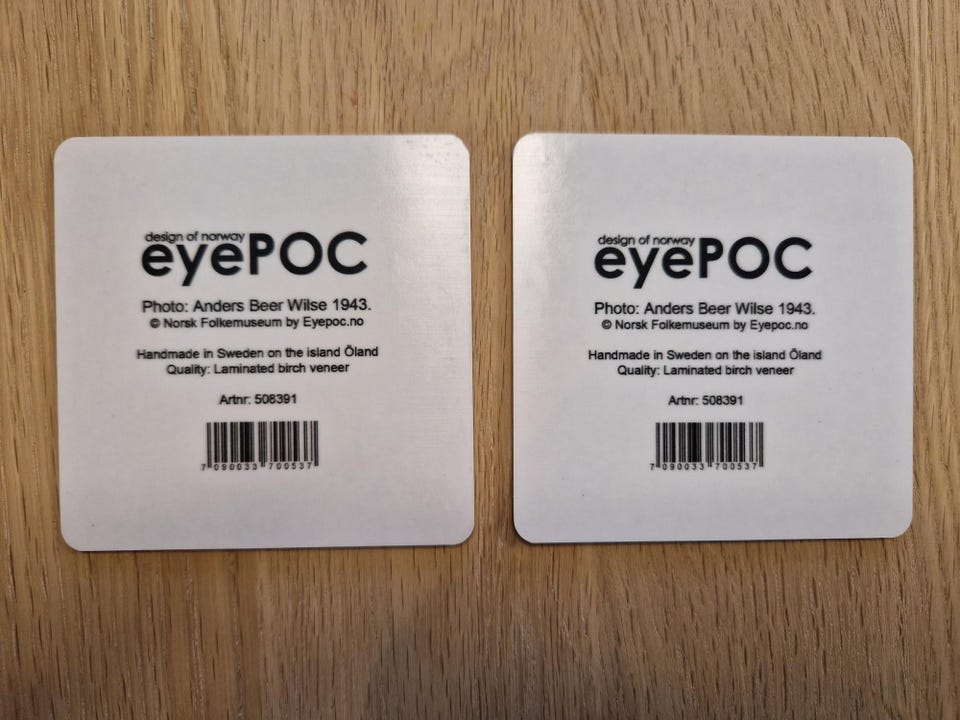 design of norway
eyePOC
Photo: Anders Beer Wilse 1943.
© Norsk Folkemuseum by Eyepoc.no
Handmade in Sweden on the island Öland
Quality: Laminated birch veneer
Artnr: 508391
7 090033 700537
design of norway
eyePOC
Photo: Anders Beer Wilse 1943.
© Norsk Folkemuseum by Eyepoc.no
Handmade in Sweden on the island Öland
Quality: Laminated birch veneer
Artnr: 508391
7 090033 700537